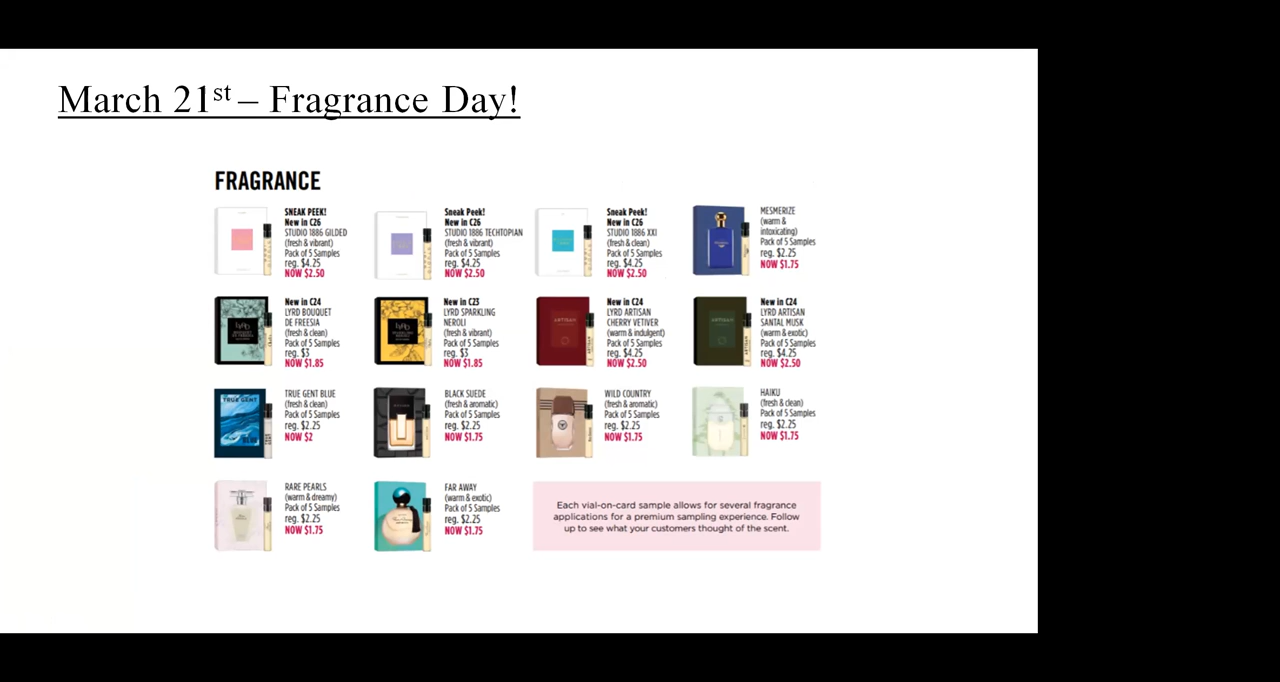 March 21st – Fragrance Day!
FRAGRANCE
SNEAK PEEK!
New in C26
STUDIO 1886 GILDED
(fresh & vibrant)
Pack of 5 Samples
reg. $4.25
NOW $2.50
Sneak Peek!
New in C26
STUDIO 1886 TECHTOPIAN
(fresh & vibrant)
Pack of 5 Samples
reg. $4.25
NOW $2.50
Sneak Peek!
New in C26
STUDIO 1886 XXI
(fresh & clean)
Pack of 5 Samples
reg. $4.25
NOW $2.50
MESMERIZE
(warm &
intoxicating)
Pack of 5 Samples
reg. $2.25
NOW $1.75
New in C24
LYRD BOUQUET
DE FREESIA
(fresh & clean)
Pack of 5 Samples
reg. $3
NOW $1.85
New in C23
LYRD SPARKLING
NEROLI
(fresh & vibrant)
Pack of 5 Samples
reg. $3
NOW $1.85
ARTISAN
New in C24
LYRD ARTISAN
CHERRY VETIVER
(warm & indulgent)
Pack of 5 Samples
reg. $4.25
NOW $2.50
ARTISAN
New in C24
LYRD ARTISAN
SANTAL MUSK
(warm & exotic)
Pack of 5 Samples
reg. $4.25
NOW $2.50
TRUE GENT
BLUE
TRUE GENT BLUE
(fresh & clean)
Pack of 5 Samples
reg. $2.25
NOW $2
BLACK SUEDE
(fresh & aromatic)
Pack of 5 Samples
reg. $2.25
NOW $1.75
WILD COUNTRY
(fresh & aromatic)
Pack of 5 Samples
reg. $2.25
NOW $1.75
HAIKU
(fresh & clean)
Pack of 5 Samples
reg. $2.25
NOW $1.75
RARE PEARLS
(warm & dreamy)
Pack of 5 Samples
reg. $2.25
NOW $1.75
FAR AWAY
(warm & exotic)
Pack of 5 Samples
reg. $2.25
NOW $1.75
Each vial-on-card sample allows for several fragrance
applications for a premium sampling experience. Follow
up to see what your customers thought of the scent.